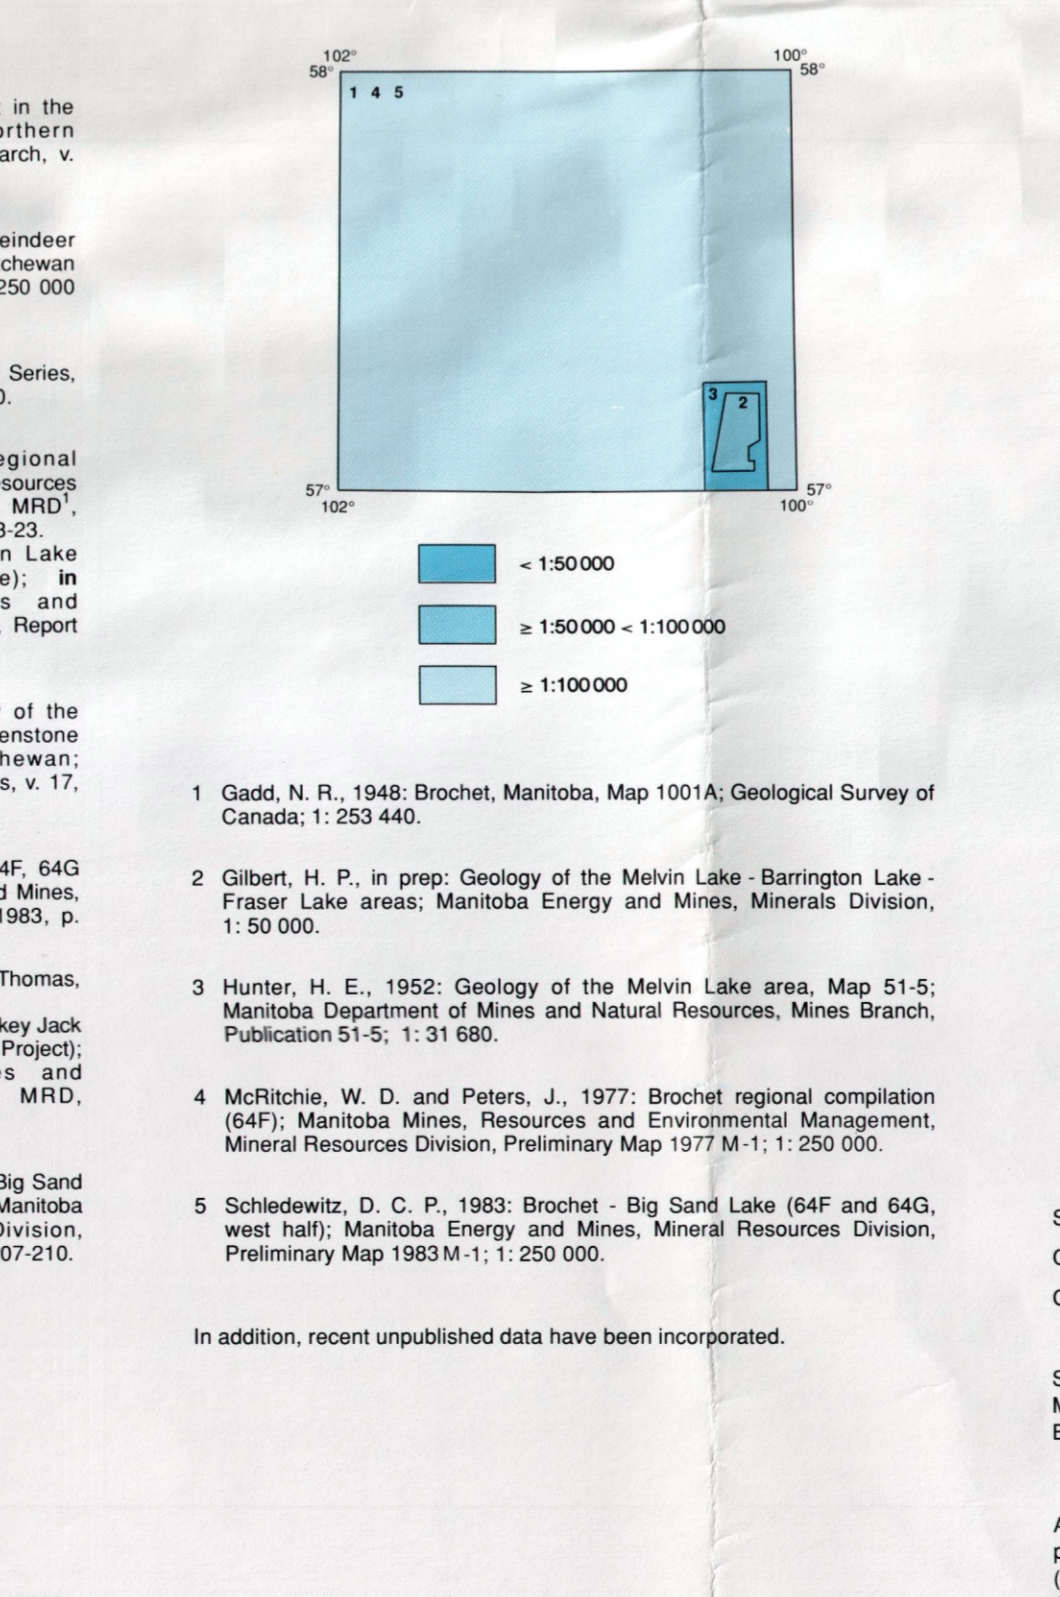 in the
orthern
arch, v.
eindeer
chewan
250 000
Series,
0.
egional
sources
MRD¹,
3-23.
n Lake
e); in
s and
, Report
of the
enstone
hewan;
s, v. 17,
4F, 64G
d Mines,
1983, p.
Thomas,
key Jack
Project);
es and
MRD,
Big Sand
Manitoba
Division,
07-210.
102° 100°
58° 58°
1 4 5
3 2
57° 57°
102° 100°
< 1:50 000
≥ 1:50 000 < 1:100 000
≥ 1:100 000
1 Gadd, N. R., 1948: Brochet, Manitoba, Map 1001A; Geological Survey of
Canada; 1: 253 440.
2 Gilbert, H. P., in prep: Geology of the Melvin Lake - Barrington Lake -
Fraser Lake areas; Manitoba Energy and Mines, Minerals Division,
1: 50 000.
3 Hunter, H. E., 1952: Geology of the Melvin Lake area, Map 51-5;
Manitoba Department of Mines and Natural Resources, Mines Branch,
Publication 51-5; 1: 31 680.
4 McRitchie, W. D. and Peters, J., 1977: Brochet regional compilation
(64F); Manitoba Mines, Resources and Environmental Management,
Mineral Resources Division, Preliminary Map 1977 M-1; 1: 250 000.
5 Schledewitz, D. C. P., 1983: Brochet - Big Sand Lake (64F and 64G,
west half); Manitoba Energy and Mines, Mineral Resources Division,
Preliminary Map 1983 M-1; 1: 250 000.
In addition, recent unpublished data have been incorporated.